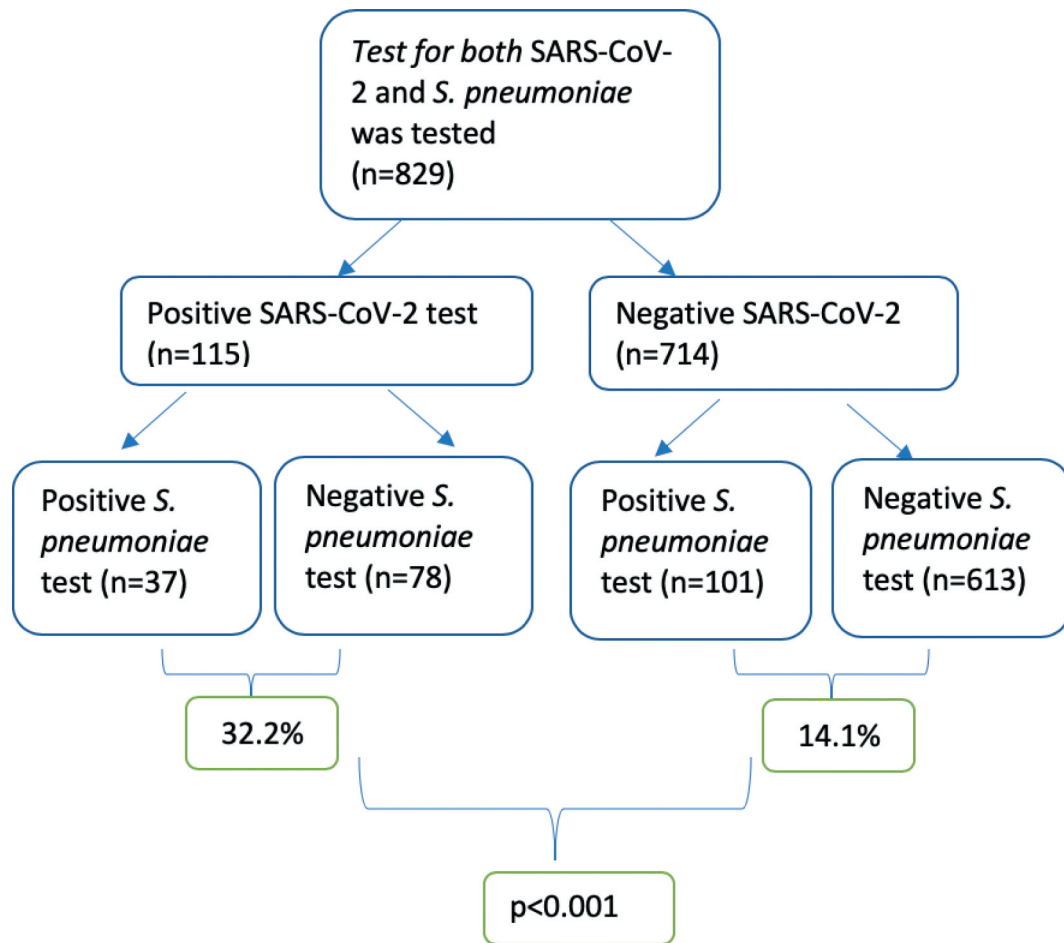 Test for both SARS-CoV-
2 and S. pneumoniae
was tested
(n=829)
Positive SARS-CoV-2 test
(n=115)
Negative SARS-CoV-2
(n=714)
Positive S.
pneumoniae
test (n=37)
Negative S.
pneumoniae
test (n=78)
Positive S.
pneumoniae
test (n=101)
Negative S.
pneumoniae
test (n=613)
32.2%
14.1%
p<0.001